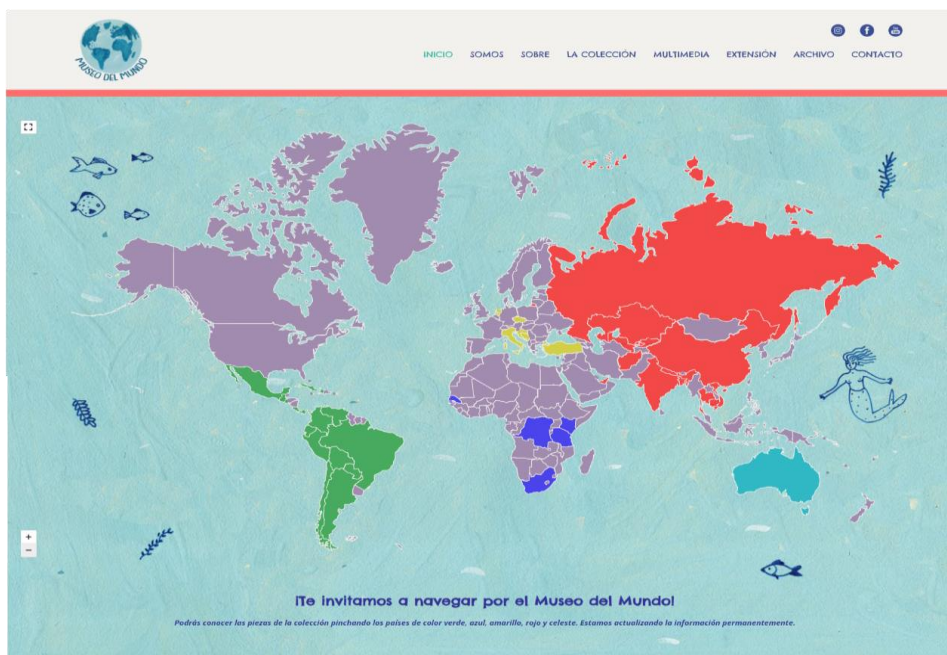 INICIO SOMOS SOBRE LA COLECCIÓN MULTIMEDIA EXTENSIÓN ARCHIVO CONTACTO
MUSEO DEL MUNDO
¡Te invitamos a navegar por el Museo del Mundo!
Podrás conocer las piezas de la colección pinchando los países de color verde, azul, amarillo, rojo y celeste. Estamos actualizando la información permanentemente.